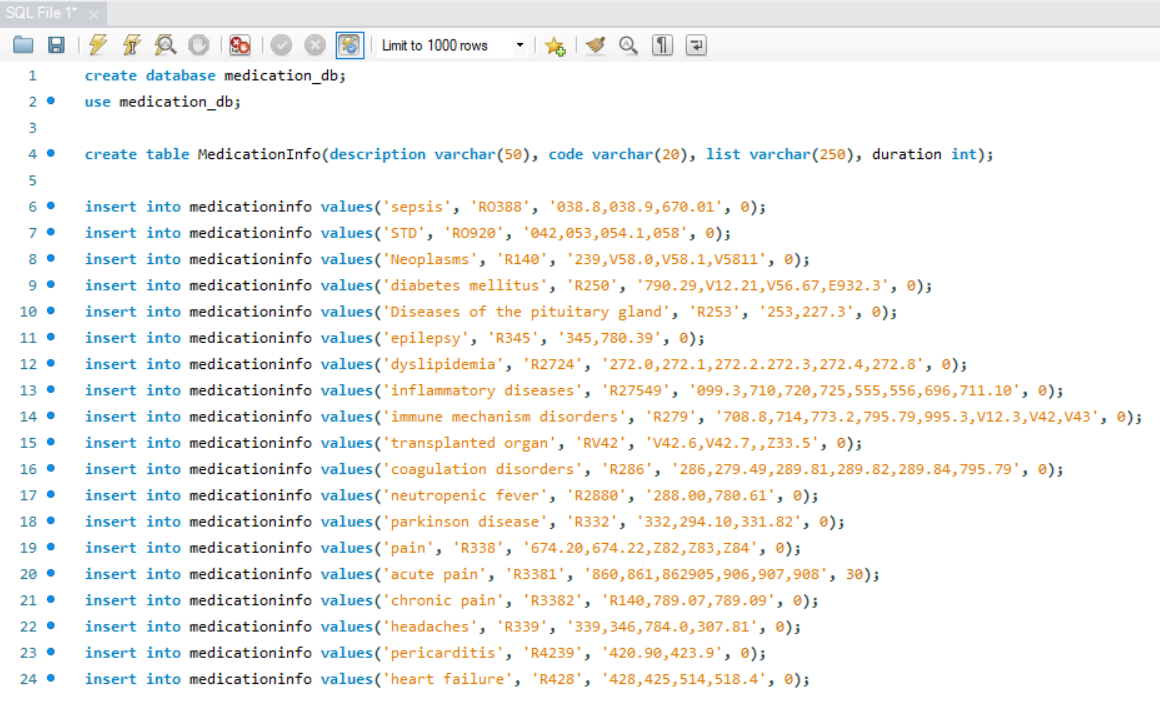 SQL File 1*
Limit to 1000 rows
1 create database medication_db;
2 use medication_db;
3
4 create table MedicationInfo(description varchar(50), code varchar(20), list varchar(250), duration int);
5
6 insert into medicationinfo values('sepsis', 'RO388', '038.8,038.9,670.01', 0);
7 insert into medicationinfo values('STD', 'RO920', '042,053,054.1,058', 0);
8 insert into medicationinfo values('Neoplasms', 'R140', '239,V58.0,V58.1,V5811', 0);
9 insert into medicationinfo values('diabetes mellitus', 'R250', '790.29,V12.21,V56.67,E932.3', 0);
10 insert into medicationinfo values('Diseases of the pituitary gland', 'R253', '253,227.3', 0);
11 insert into medicationinfo values('epilepsy', 'R345', '345,780.39', 0);
12 insert into medicationinfo values('dyslipidemia', 'R2724', '272.0,272.1,272.2.272.3,272.4,272.8', 0);
13 insert into medicationinfo values('inflammatory diseases', 'R27549', '099.3,710,720,725,555,556,696,711.10', 0);
14 insert into medicationinfo values('immune mechanism disorders', 'R279', '708.8,714,773.2,795.79,995.3,V12.3,V42,V43', 0);
15 insert into medicationinfo values('transplanted organ', 'RV42', 'V42.6,V42.7,,Z33.5', 0);
16 insert into medicationinfo values('coagulation disorders', 'R286', '286,279.49,289.81,289.82,289.84,795.79', 0);
17 insert into medicationinfo values('neutropenic fever', 'R2880', '288.00,780.61', 0);
18 insert into medicationinfo values('parkinson disease', 'R332', '332,294.10,331.82', 0);
19 insert into medicationinfo values('pain', 'R338', '674.20,674.22,Z82,Z83,Z84', 0);
20 insert into medicationinfo values('acute pain', 'R3381', '860,861,862905,906,907,908', 30);
21 insert into medicationinfo values('chronic pain', 'R3382', 'R140,789.07,789.09', 0);
22 insert into medicationinfo values('headaches', 'R339', '339,346,784.0,307.81', 0);
23 insert into medicationinfo values('pericarditis', 'R4239', '420.90,423.9', 0);
24 insert into medicationinfo values('heart failure', 'R428', '428,425,514,518.4', 0);